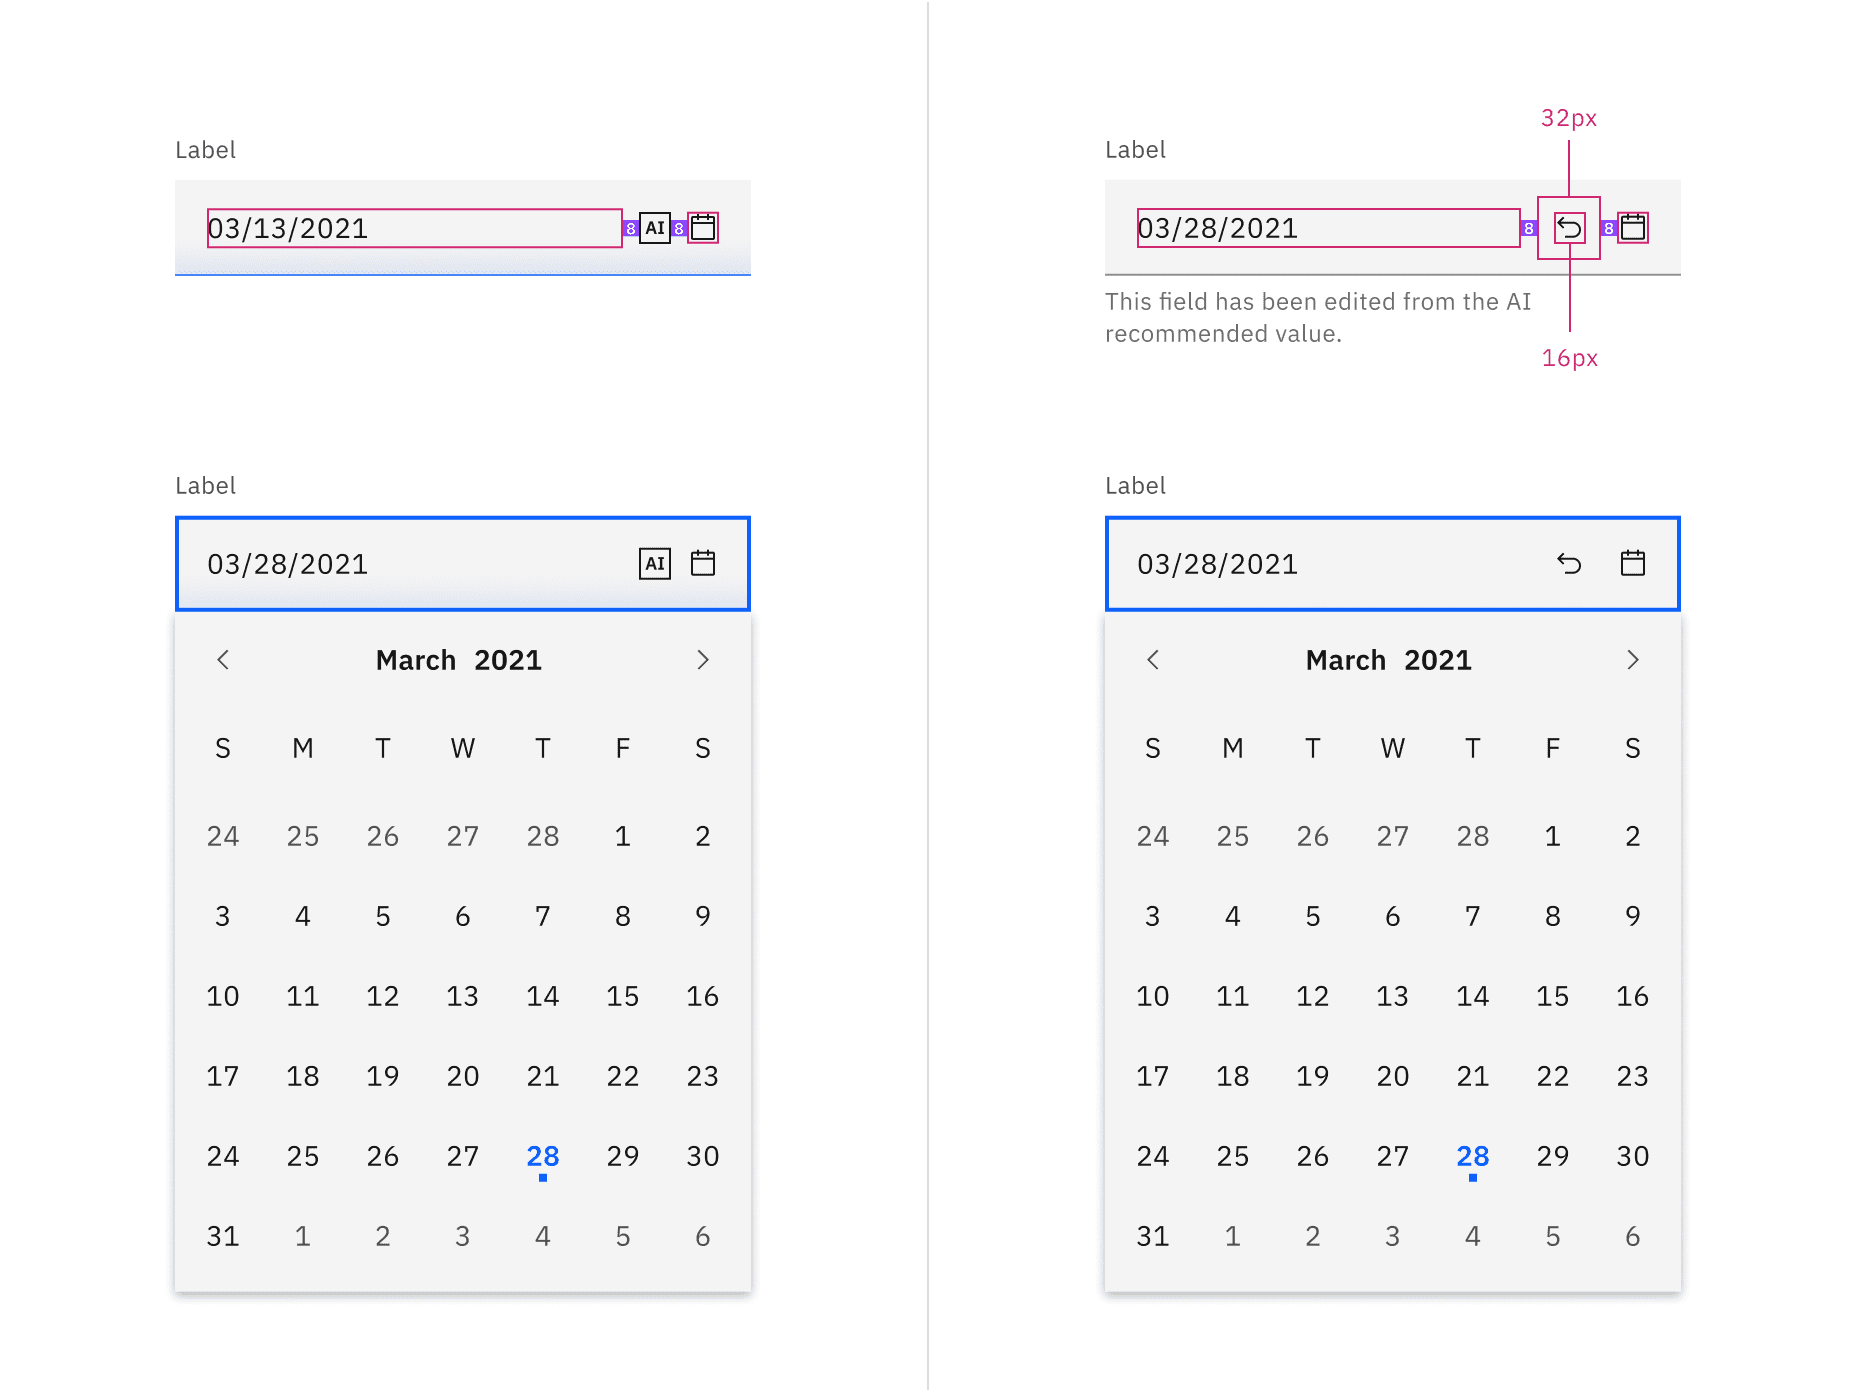 Label
03/13/2021 8 AI 8
Label
03/28/2021 AI
March 2021
S M T W T F S
24 25 26 27 28 1 2
3 4 5 6 7 8 9
10 11 12 13 14 15 16
17 18 19 20 21 22 23
24 25 26 27 28 29 30
31 1 2 3 4 5 6
32px
Label
03/28/2021 8 8
This field has been edited from the AI
recommended value.
16px
Label
03/28/2021
March 2021
S M T W T F S
24 25 26 27 28 1 2
3 4 5 6 7 8 9
10 11 12 13 14 15 16
17 18 19 20 21 22 23
24 25 26 27 28 29 30
31 1 2 3 4 5 6